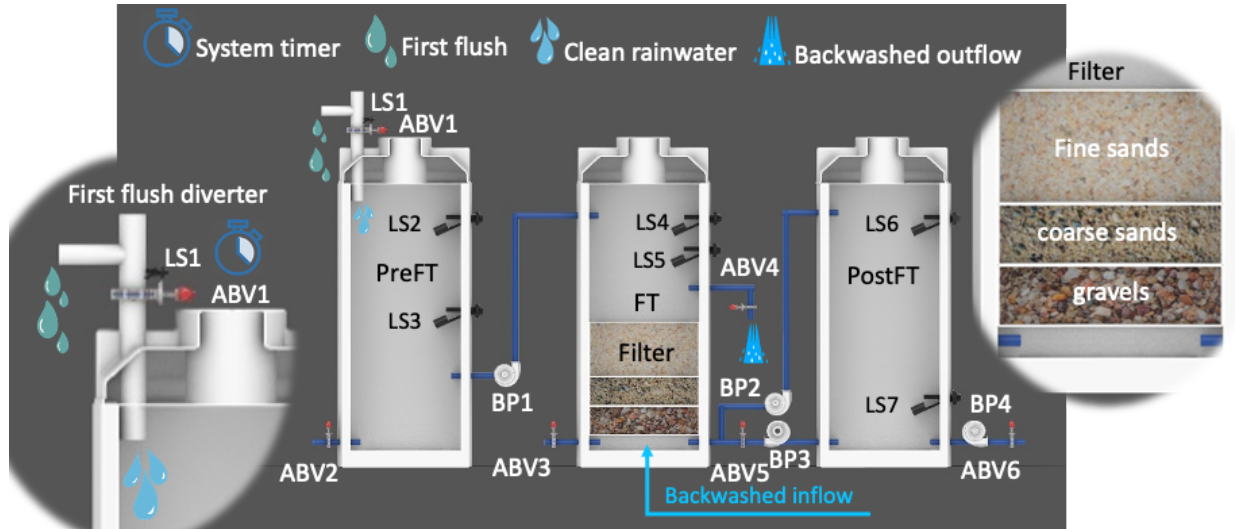 System timer
First flush
Clean rainwater
Backwashed outflow
LS1
ABV1
First flush diverter
LS1
ABV1
LS2
PreFT
LS3
BP1
ABV2
LS4
LS5
FT
Filter
ABV3
ABV4
BP2
BP3
ABV5
Backwashed inflow
LS6
PostFT
LS7
BP4
ABV6
Filter
Fine sands
coarse sands
gravels